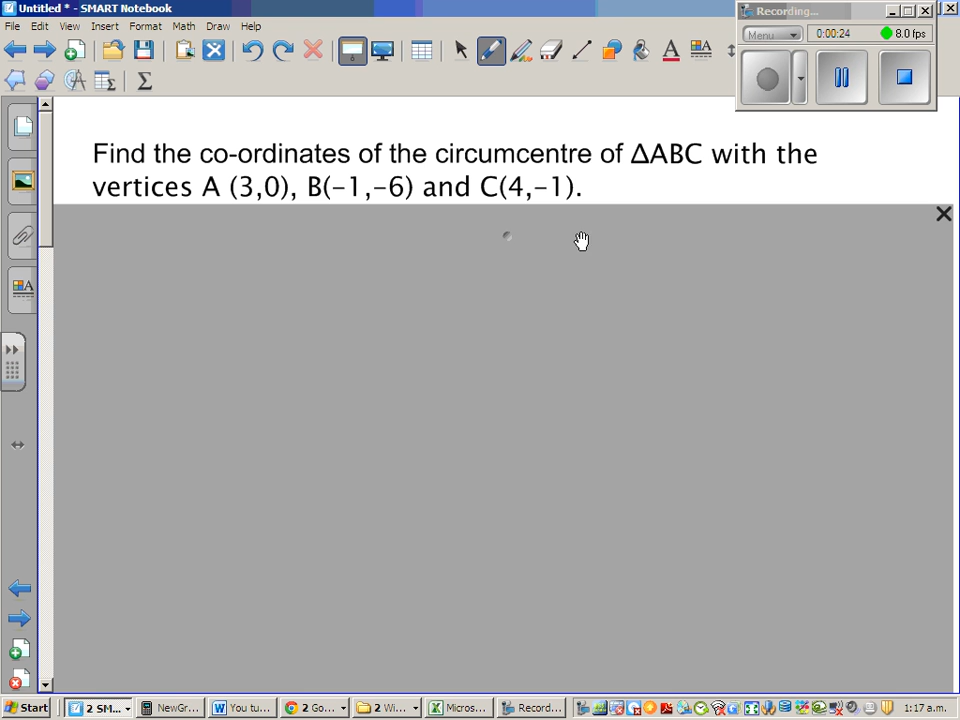 Untitled * - SMART Notebook
Recording...
File Edit View Insert Format Math Draw Help
Menu 0:00:24 8.0 fps
Find the co-ordinates of the circumcentre of ΔABC with the
vertices A (3,0), B(-1,-6) and C(4,-1).
Start 2 SM... NewGr... You tu... 2 Go... 2 Wi... Micros... Record... 1:17 a.m.